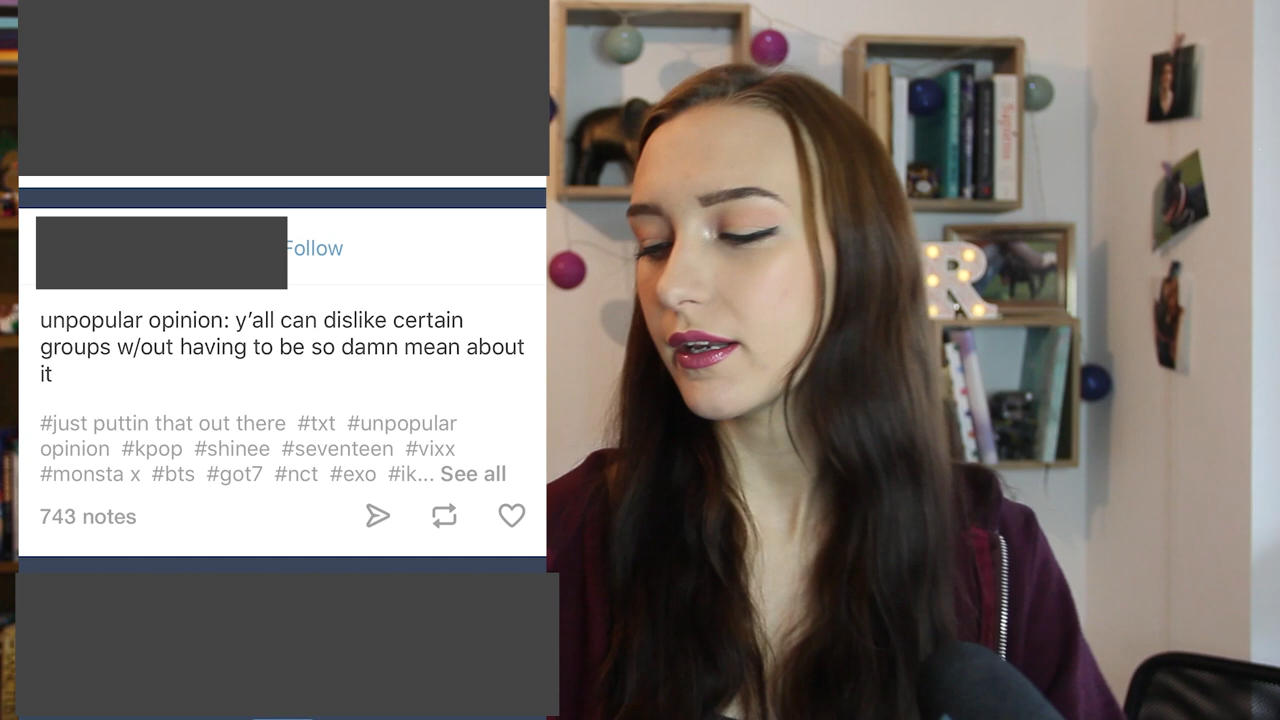 Follow
unpopular opinion: y’all can dislike certain
groups w/out having to be so damn mean about
it
#just puttin that out there #txt #unpopular
opinion #kpop #shinee #seventeen #vixx
#monsta x #bts #got7 #nct #exo #ik... See all
743 notes
Sapiens
R